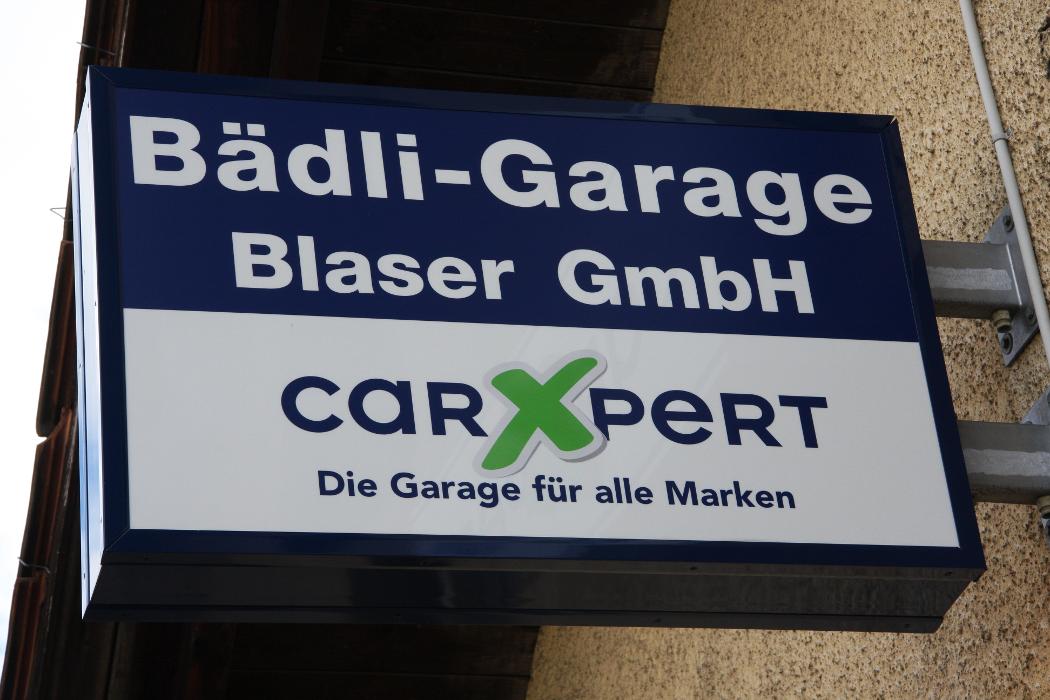 Bädli-Garage
Blaser GmbH
carXpert
Die Garage für alle Marken